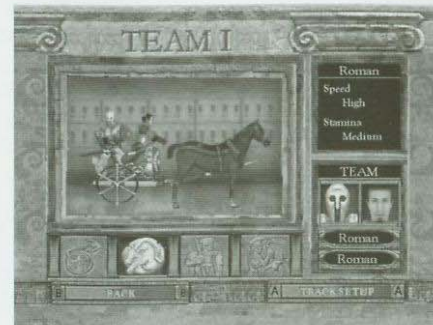 TEAM I
Roman
Speed
High
Stamina
Medium
TEAM
Roman
Roman
B BACK B
A TRACK SETUP A